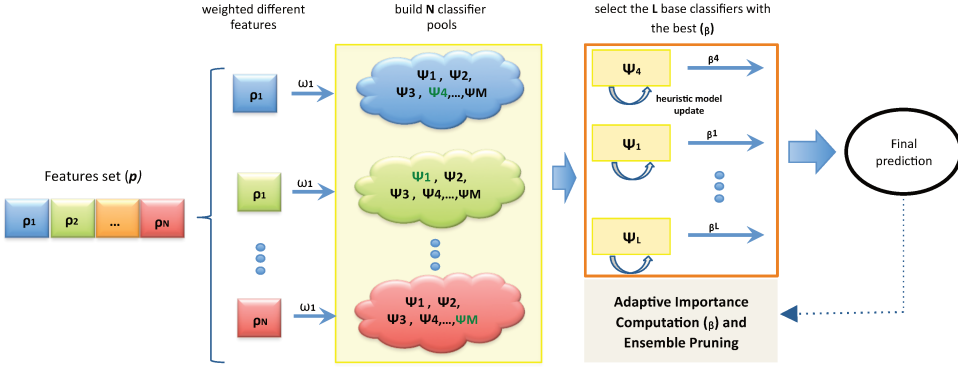 weighted different
features
build N classifier
pools
select the L base classifiers with
the best (β)
Features set (p)
ρ1
ρ2
...
ρN
ρ1
ω1
Ψ1 , Ψ2,
Ψ3 , Ψ4,...,ΨM
ρ1
ω1
Ψ1 , Ψ2,
Ψ3 , Ψ4,...,ΨM
ρN
ω1
Ψ1, Ψ2,
Ψ3, Ψ4,...,ΨM
Ψ4
β4
heuristic model
update
Ψ1
β1
ΨL
βL
Adaptive Importance
Computation (β) and
Ensemble Pruning
Final
prediction